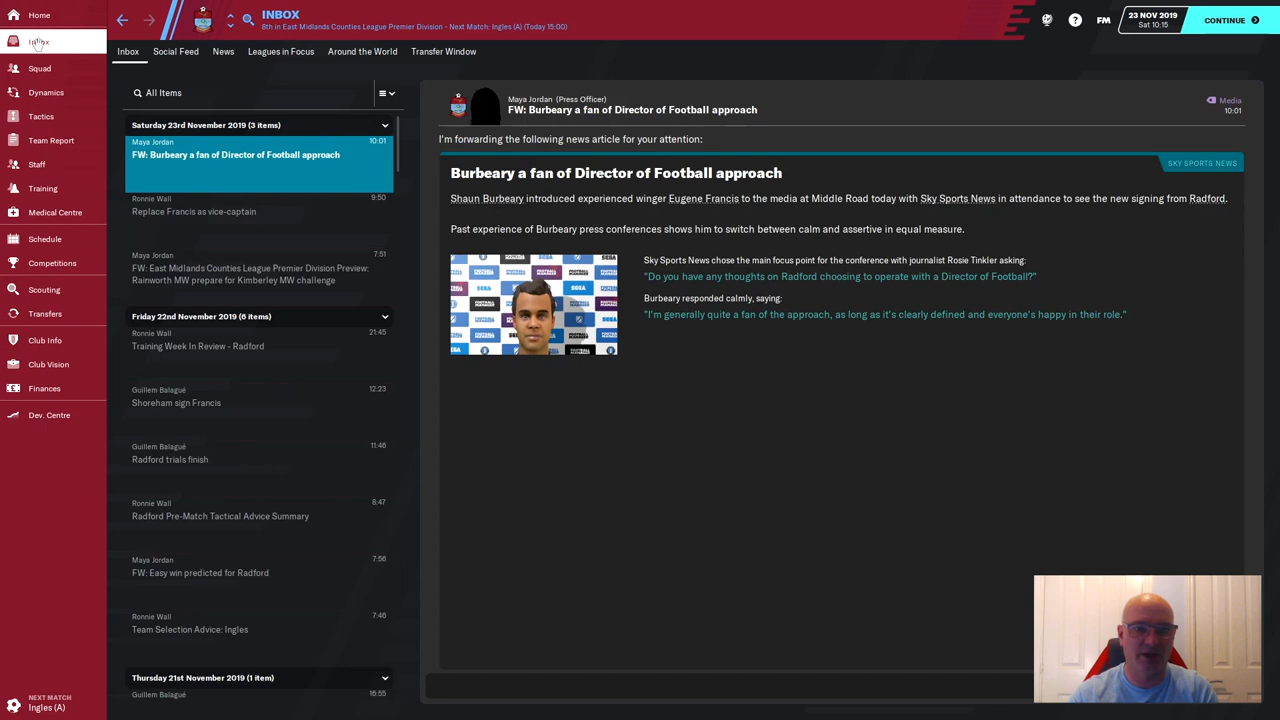 Home
Inbox
Squad
Dynamics
Tactics
Team Report
Staff
Training
Medical Centre
Schedule
Competitions
Scouting
Transfers
Club Info
Club Vision
Finances
Dev. Centre
NEXT MATCH
Ingles (A)
INBOX
8th in East Midlands Counties League Premier Division - Next Match: Ingles (A) (Today 15:00)
FM
23 NOV 2019
Sat 10:15
CONTINUE
Inbox Social Feed News Leagues in Focus Around the World Transfer Window
All Items
Saturday 23rd November 2019 (3 items)
Maya Jordan 10:01
FW: Burbeary a fan of Director of Football approach
Ronnie Wall 9:50
Replace Francis as vice-captain
Maya Jordan 7:51
FW: East Midlands Counties League Premier Division Preview:
Rainworth MW prepare for Kimberley MW challenge
Friday 22nd November 2019 (6 items)
Ronnie Wall 21:45
Training Week In Review - Radford
Guillem Balagué 12:23
Shoreham sign Francis
Guillem Balagué 11:46
Radford trials finish
Ronnie Wall 8:47
Radford Pre-Match Tactical Advice Summary
Maya Jordan 7:56
FW: Easy win predicted for Radford
Ronnie Wall 7:46
Team Selection Advice: Ingles
Thursday 21st November 2019 (1 item)
Guillem Balagué 16:55
Maya Jordan (Press Officer)
FW: Burbeary a fan of Director of Football approach
Media
10:01
I'm forwarding the following news article for your attention:
SKY SPORTS NEWS
Burbeary a fan of Director of Football approach
Shaun Burbeary introduced experienced winger Eugene Francis to the media at Middle Road today with Sky Sports News in attendance to see the new signing from Radford.
Past experience of Burbeary press conferences shows him to switch between calm and assertive in equal measure.
Sky Sports News chose the main focus point for the conference with journalist Rosie Tinkler asking:
"Do you have any thoughts on Radford choosing to operate with a Director of Football?"
Burbeary responded calmly, saying:
"I'm generally quite a fan of the approach, as long as it's clearly defined and everyone's happy in their role."